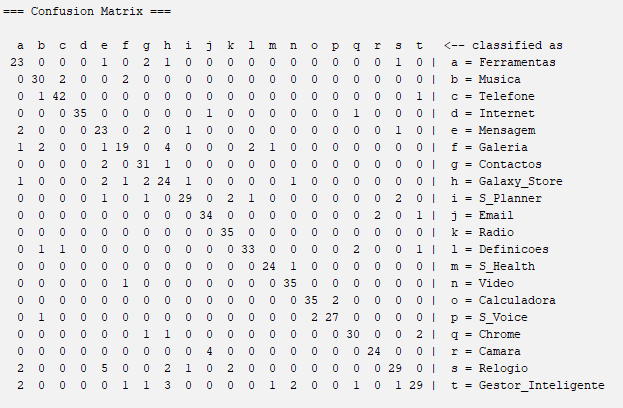 === Confusion Matrix ===
a b c d e f g h i j k l m n o p q r s t <-- classified as
23 0 0 0 1 0 2 1 0 0 0 0 0 0 0 0 0 0 1 0 | a = Ferramentas
0 30 2 0 0 2 0 0 0 0 0 0 0 0 0 0 0 0 0 0 | b = Musica
0 1 42 0 0 0 0 0 0 0 0 0 0 0 0 0 0 0 0 1 | c = Telefone
0 0 0 35 0 0 0 0 0 1 0 0 0 0 0 0 1 0 0 0 | d = Internet
2 0 0 0 23 0 2 0 1 0 0 0 0 0 0 0 0 0 1 0 | e = Mensagem
1 2 0 0 1 19 0 4 0 0 0 2 1 0 0 0 0 0 0 0 | f = Galeria
0 0 0 0 2 0 31 1 0 0 0 0 0 0 0 0 0 0 0 0 | g = Contactos
1 0 0 0 2 1 2 24 1 0 0 0 0 1 0 0 0 0 0 0 | h = Galaxy_Store
0 0 0 0 1 0 1 0 29 0 2 1 0 0 0 0 0 0 2 0 | i = S_Planner
0 0 0 0 0 0 0 0 0 34 0 0 0 0 0 0 0 2 0 1 | j = Email
0 0 0 0 0 0 0 0 0 0 35 0 0 0 0 0 0 0 0 0 | k = Radio
0 1 1 0 0 0 0 0 0 0 0 33 0 0 0 0 2 0 0 1 | l = Definicoes
0 0 0 0 0 0 0 0 0 0 0 0 24 1 0 0 0 0 0 0 | m = S_Health
0 0 0 0 0 1 0 0 0 0 0 0 0 35 0 0 0 0 0 0 | n = Video
0 0 0 0 0 0 0 0 0 0 0 0 0 0 35 2 0 0 0 0 | o = Calculadora
0 1 0 0 0 0 0 0 0 0 0 0 0 0 2 27 0 0 0 0 | p = S_Voice
0 0 0 0 0 0 1 1 0 0 0 0 0 0 0 0 30 0 0 2 | q = Chrome
0 0 0 0 0 0 0 0 0 4 0 0 0 0 0 0 0 24 0 0 | r = Camara
2 0 0 0 5 0 0 2 1 0 2 0 0 0 0 0 0 0 29 0 | s = Relogio
2 0 0 0 0 1 1 3 0 0 0 0 1 2 0 0 1 0 1 29 | t = Gestor_Inteligente